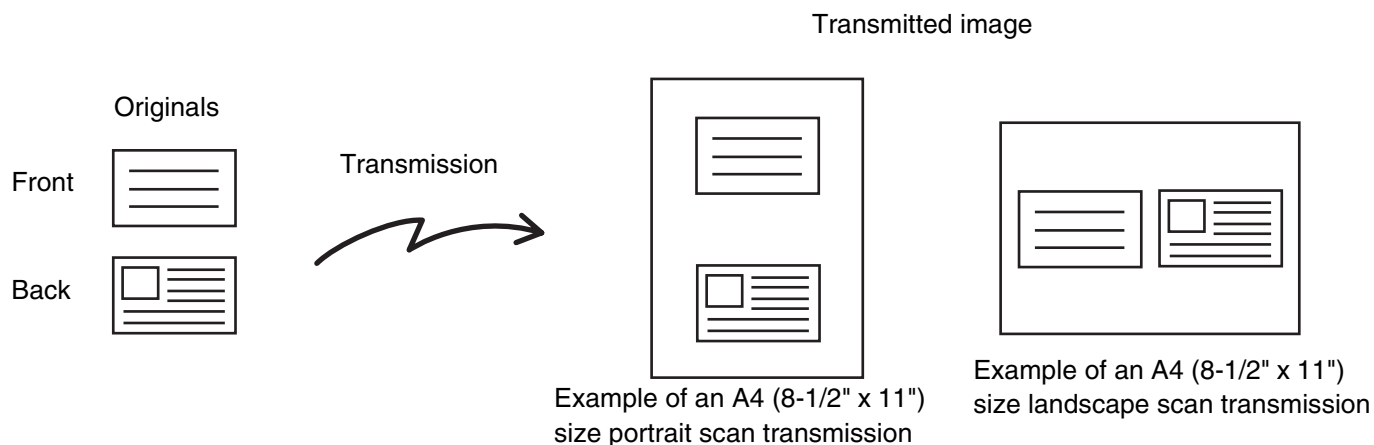 Transmitted image
Originals
Front
Transmission
Back
Example of an A4 (8-1/2" x 11")
size portrait scan transmission
Example of an A4 (8-1/2" x 11")
size landscape scan transmission